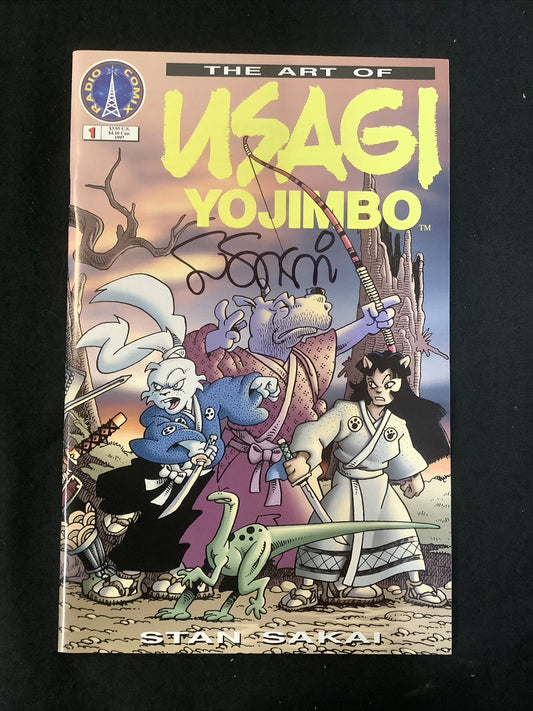 RADIO COMIX
THE ART OF
1
$3.95 U.S.
$4.10 Can.
1997
USAGI
YOJIMBO
TM
STAN SAKAI